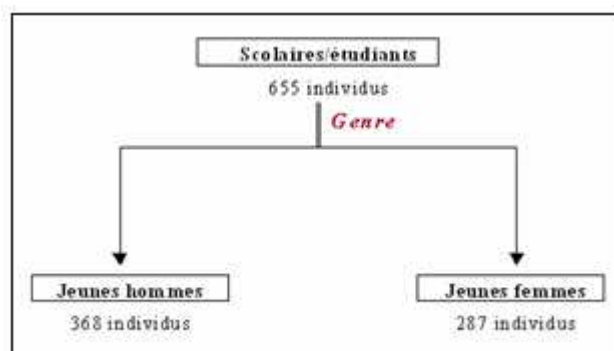 Scolaires/étudiants
655 individus
Genre
Jeunes hommes
Jeunes femmes
368 individus
287 individus